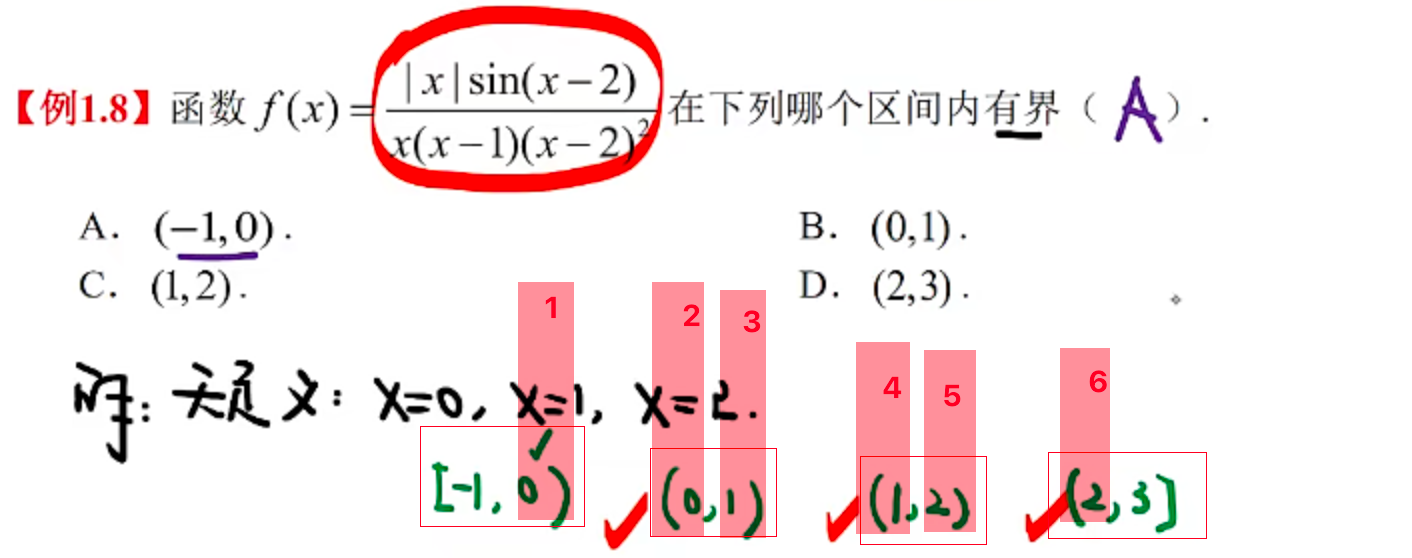 【例1.8】函数 f(x)=\frac{|x|\sin(x-2)}{x(x-1)(x-2)^2} 在下列哪个区间内有界（ A ）.
A. (-1,0). B. (0,1).
C. (1,2). D. (2,3).
1 2 3
4 5 6
解: 无定义: x=0, x=1, x=2.
[-1, 0) (0,1) (1,2) (2,3]